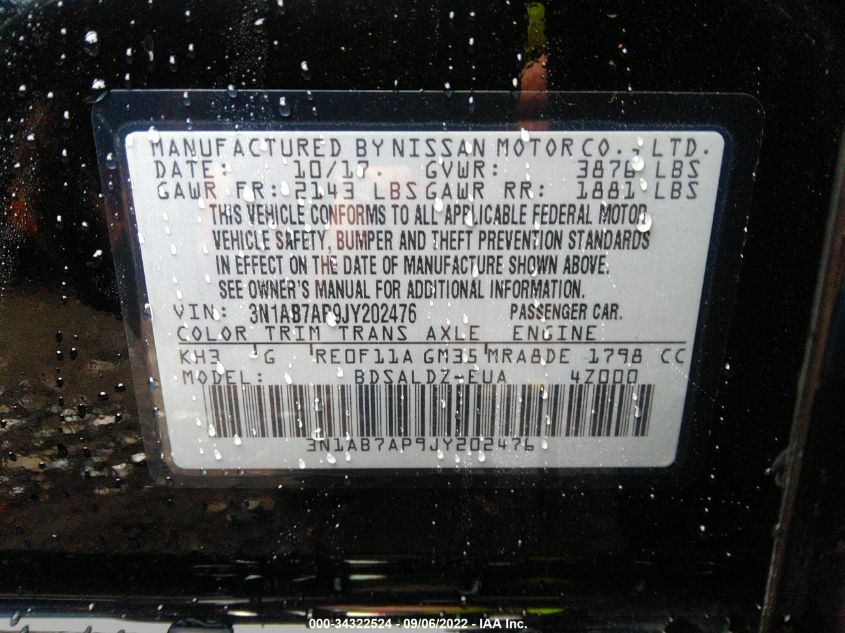 MANUFACTURED BY NISSAN MOTOR CO., LTD.
DATE: 10/17. GVWR: 3876 LBS
GAWR FR: 2143 LBS GAWR RR: 1881 LBS
THIS VEHICLE CONFORMS TO ALL APPLICABLE FEDERAL MOTOR
VEHICLE SAFETY, BUMPER AND THEFT PREVENTION STANDARDS
IN EFFECT ON THE DATE OF MANUFACTURE SHOWN ABOVE.
SEE OWNER'S MANUAL FOR ADDITIONAL INFORMATION.
VIN: 3N1AB7AP9JY202476 PASSENGER CAR.
COLOR TRIM TRANS AXLE ENGINE
KH3 G RE0F11A GM35 MRA8DE 1798 CC
MODEL: BDSALDZ-EUA 4Z000
3N1AB7AP9JY202476
000-34322524 - 09/06/2022 - IAA Inc.